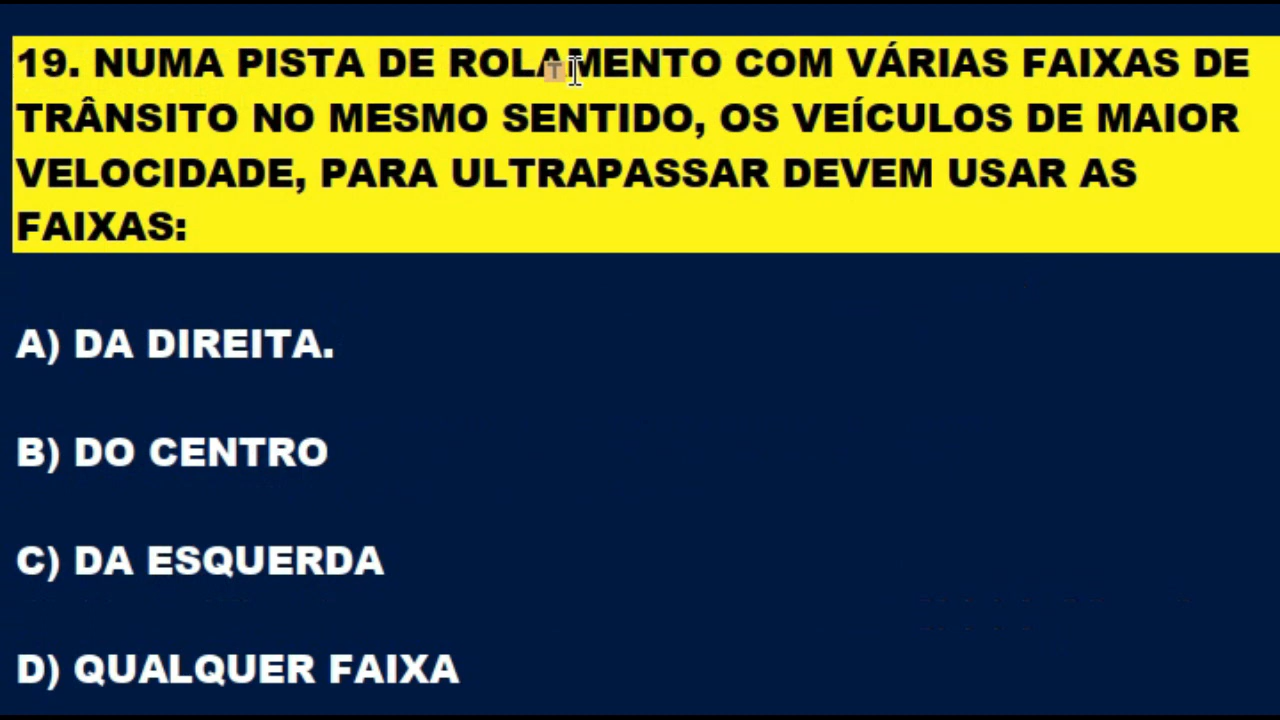 19. NUMA PISTA DE ROLAMENTO COM VÁRIAS FAIXAS DE
TRÂNSITO NO MESMO SENTIDO, OS VEÍCULOS DE MAIOR
VELOCIDADE, PARA ULTRAPASSAR DEVEM USAR AS
FAIXAS:
A) DA DIREITA.
B) DO CENTRO
C) DA ESQUERDA
D) QUALQUER FAIXA